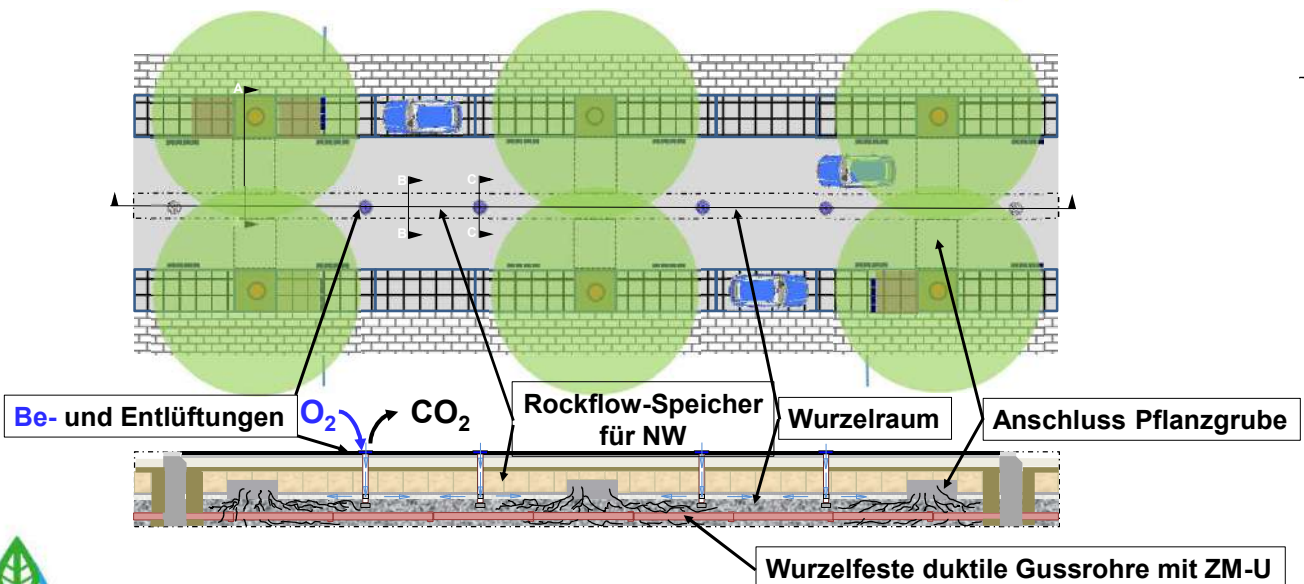 A
B
C
B
C
Be- und Entlüftungen
O₂
CO₂
Rockflow-Speicher
für NW
Wurzelraum
Anschluss Pflanzgrube
Wurzelfeste duktile Gussrohre mit ZM-U